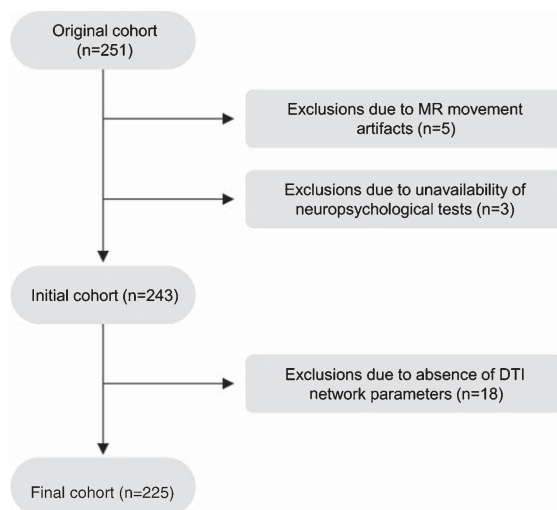 Original cohort
(n=251)
Exclusions due to MR movement
artifacts (n=5)
Exclusions due to unavailability of
neuropsychological tests (n=3)
Initial cohort (n=243)
Exclusions due to absence of DTI
network parameters (n=18)
Final cohort (n=225)